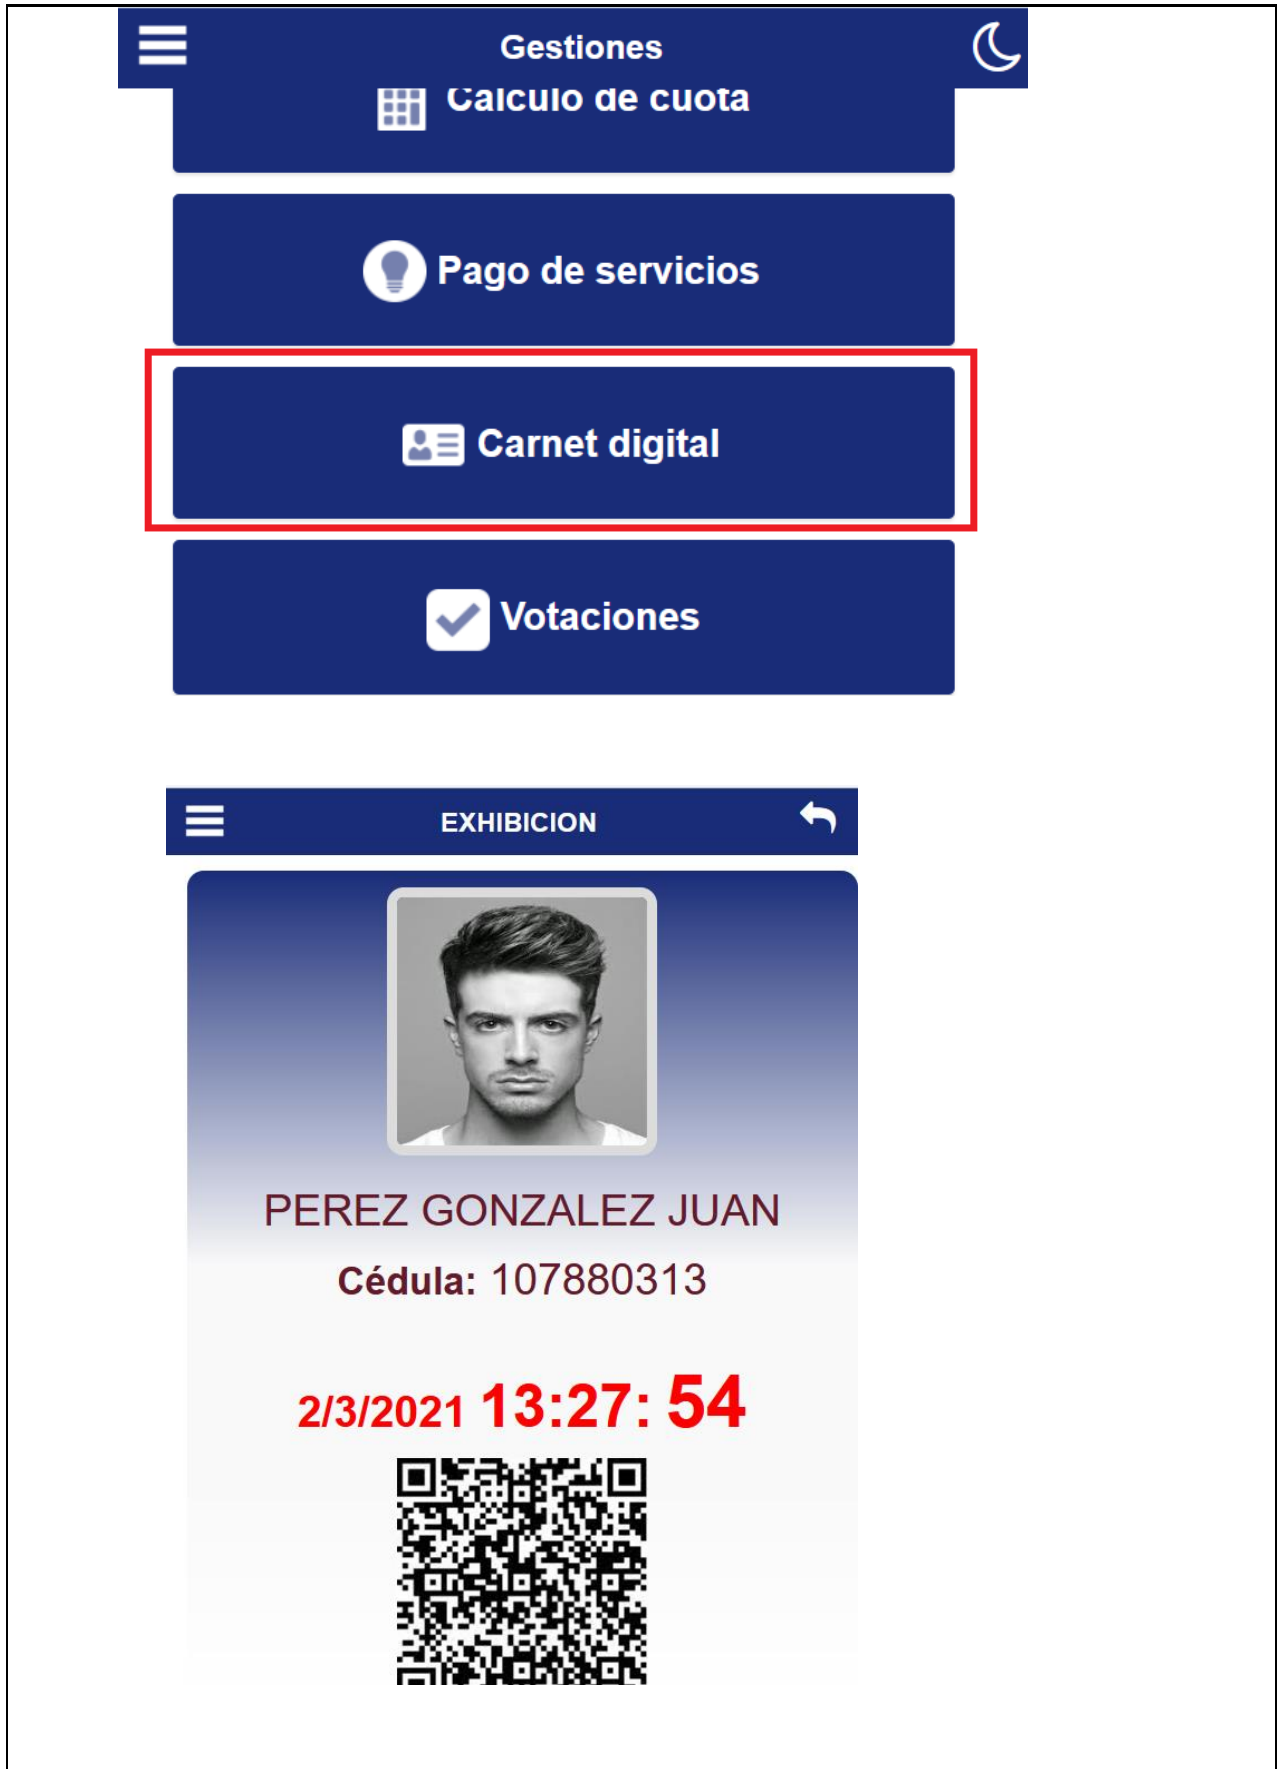 Gestiones
Calculo de cuota
Pago de servicios
Carnet digital
Votaciones
EXHIBICION
PEREZ GONZALEZ JUAN
Cédula: 107880313
2/3/2021 13:27: 54